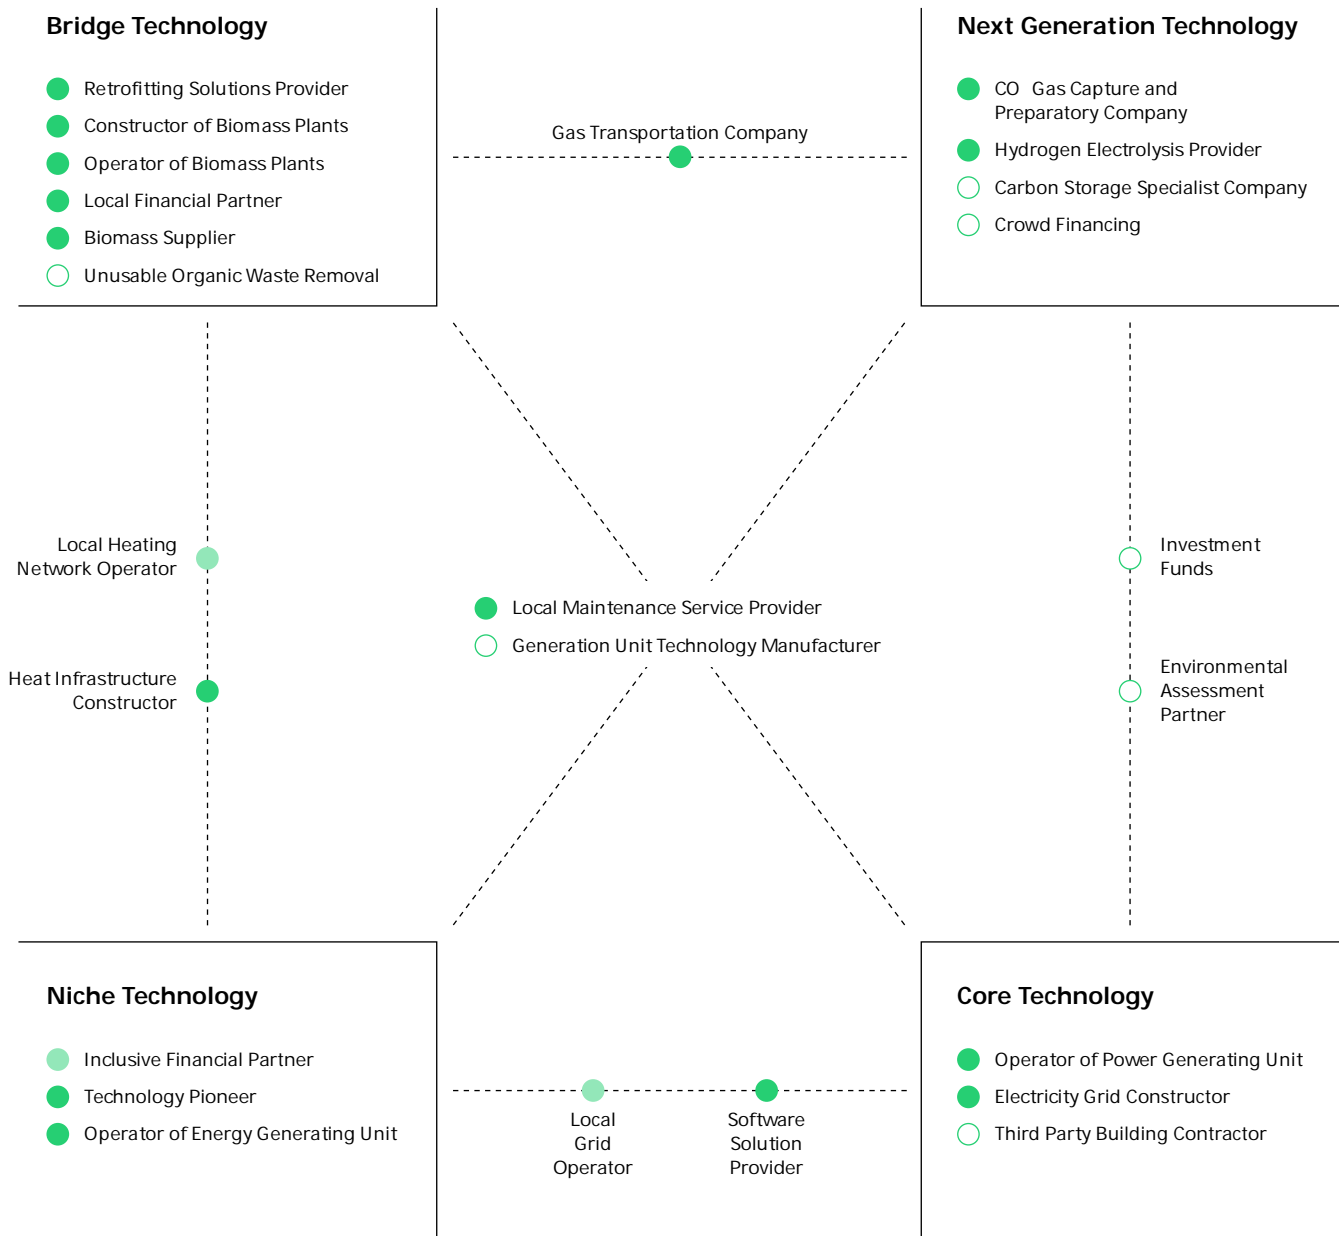 Bridge Technology
Retrofitting Solutions Provider
Constructor of Biomass Plants
Operator of Biomass Plants
Local Financial Partner
Biomass Supplier
Unusable Organic Waste Removal
Gas Transportation Company
Next Generation Technology
CO Gas Capture and
Preparatory Company
Hydrogen Electrolysis Provider
Carbon Storage Specialist Company
Crowd Financing
Local Heating
Network Operator
Heat Infrastructure
Constructor
Local Maintenance Service Provider
Generation Unit Technology Manufacturer
Investment
Funds
Environmental
Assessment
Partner
Niche Technology
Inclusive Financial Partner
Technology Pioneer
Operator of Energy Generating Unit
Local
Grid
Operator
Software
Solution
Provider
Core Technology
Operator of Power Generating Unit
Electricity Grid Constructor
Third Party Building Contractor